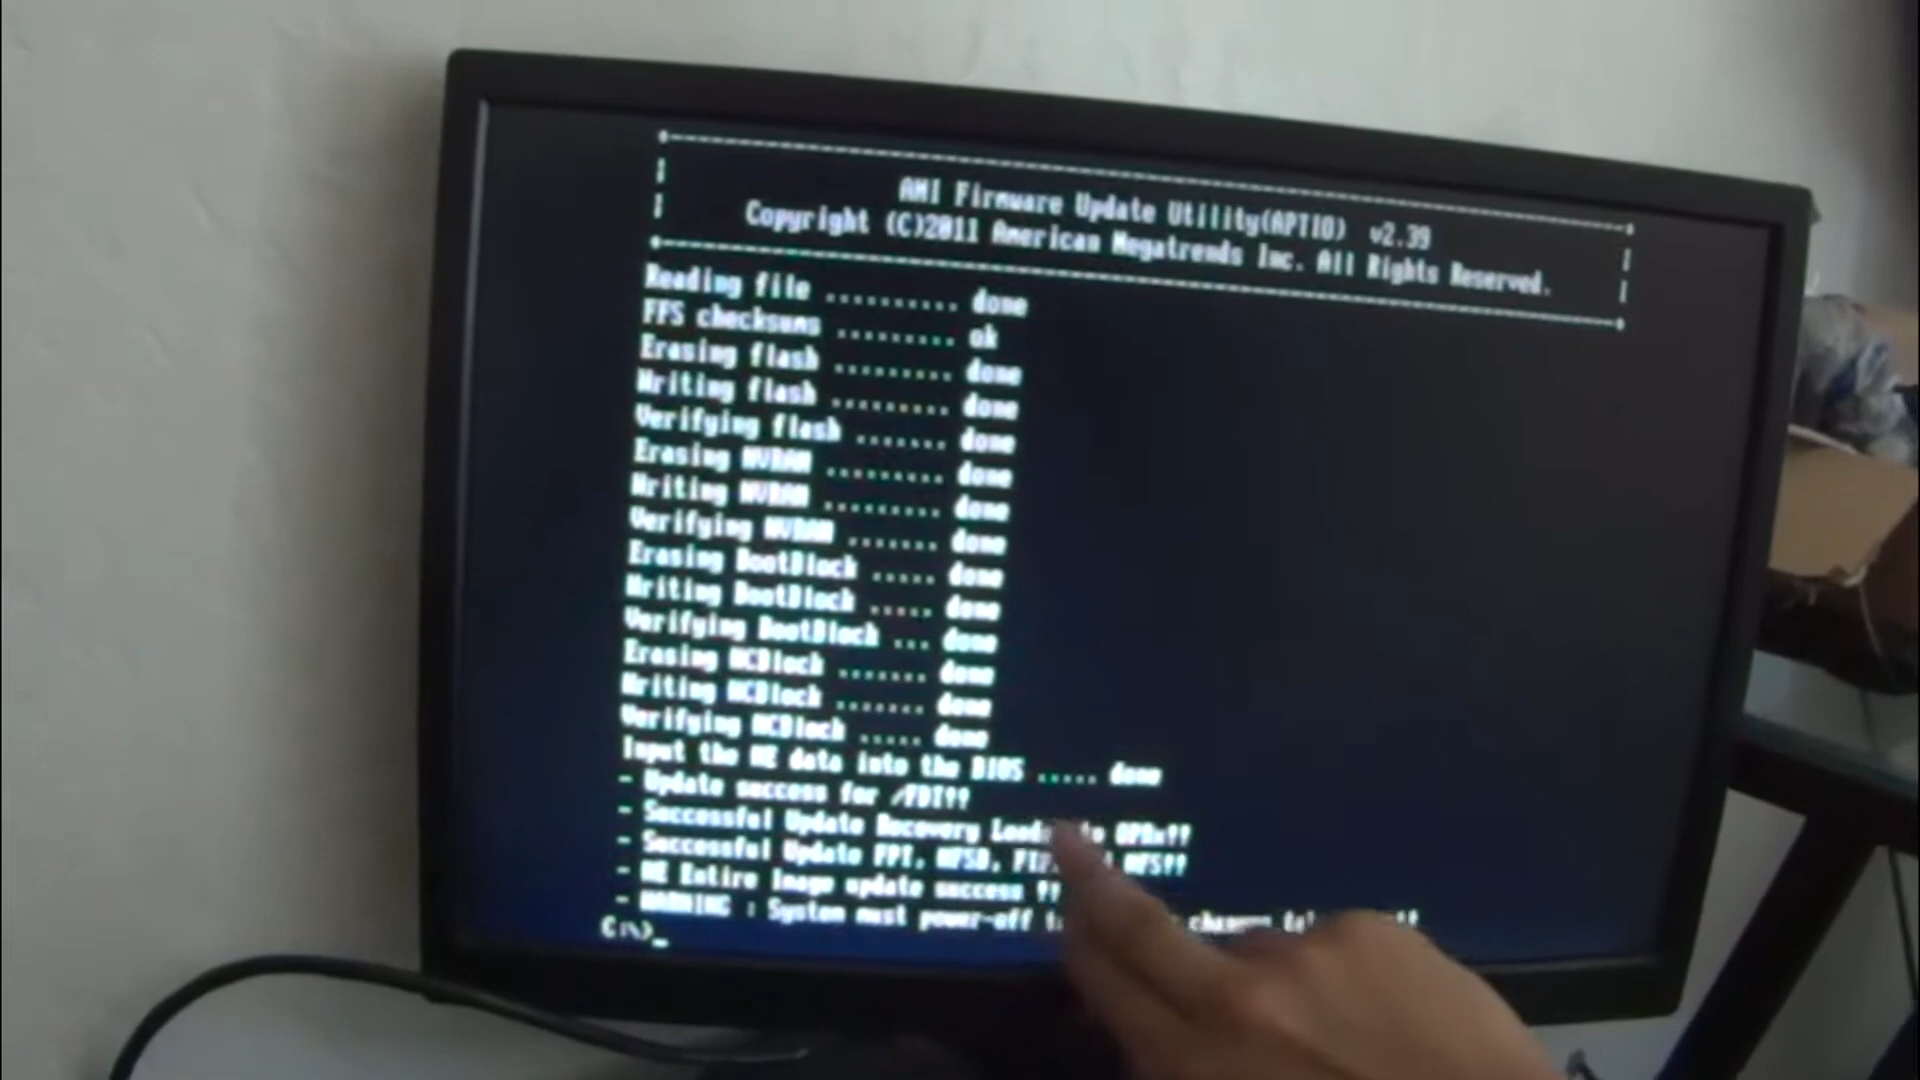 AMI Firmware Update Utility(APTIO) v2.39
Copyright (C)2011 American Megatrends Inc. All Rights Reserved.
Reading file .......... done
FFS checksums ......... ok
Erasing flash ......... done
Writing flash ......... done
Verifying flash ....... done
Erasing NVRAM ......... done
Writing NVRAM ......... done
Verifying NVRAM ....... done
Erasing BootBlock ..... done
Writing BootBlock ..... done
Verifying BootBlock ... done
Erasing NCBlock ....... done
Writing NCBlock ....... done
Verifying NCBlock ..... done
Input the ME data into the BIOS ..... done
- Update success for /FDT!!
- Successful Update Recovery Loader to OPRx!!
- Successful Update FPT, MFSB, MFS!!
- ME Entire Image update success !!
- WARNING : System must power-off
C:\>_